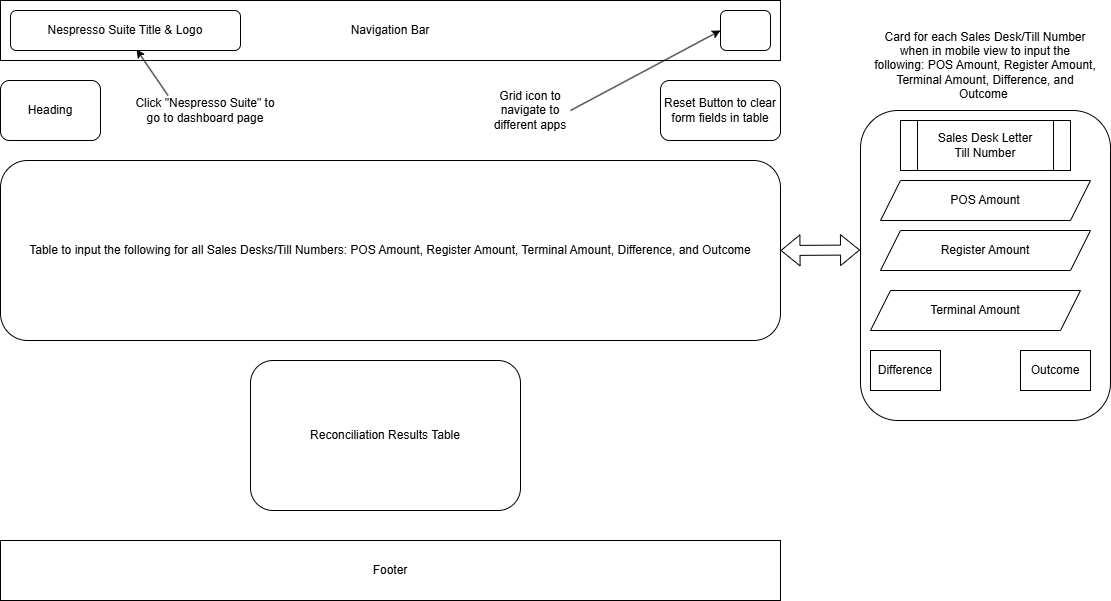 Nespresso Suite Title & Logo
Navigation Bar
Heading
Click "Nespresso Suite" to
go to dashboard page
Grid icon to
navigate to
different apps
Reset Button to clear
form fields in table
Table to input the following for all Sales Desks/Till Numbers: POS Amount, Register Amount, Terminal Amount, Difference, and Outcome
Reconciliation Results Table
Footer
Card for each Sales Desk/Till Number
when in mobile view to input the
following: POS Amount, Register Amount,
Terminal Amount, Difference, and
Outcome
Sales Desk Letter
Till Number
POS Amount
Register Amount
Terminal Amount
Difference
Outcome